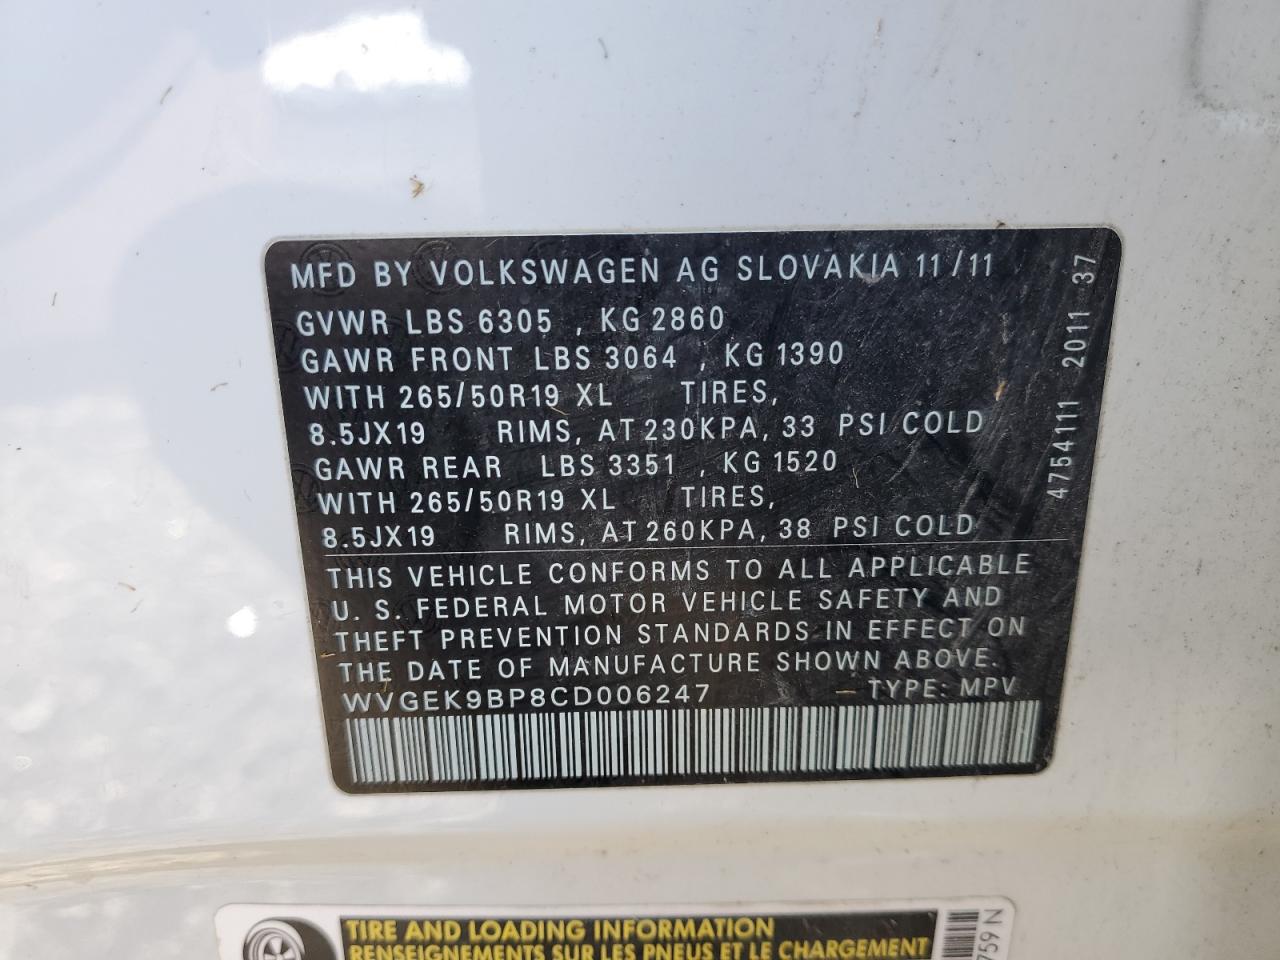 MFD BY VOLKSWAGEN AG SLOVAKIA 11/11
GVWR LBS 6305 , KG 2860
GAWR FRONT LBS 3064 , KG 1390
WITH 265/50R19 XL TIRES,
8.5JX19 RIMS, AT 230KPA, 33 PSI COLD
GAWR REAR LBS 3351 , KG 1520
WITH 265/50R19 XL TIRES,
8.5JX19 RIMS, AT 260KPA, 38 PSI COLD
THIS VEHICLE CONFORMS TO ALL APPLICABLE
U. S. FEDERAL MOTOR VEHICLE SAFETY AND
THEFT PREVENTION STANDARDS IN EFFECT ON
THE DATE OF MANUFACTURE SHOWN ABOVE.
WVGEK9BP8CD006247 TYPE: MPV
4754111 2011 37
TIRE AND LOADING INFORMATION
RENSEIGNEMENTS SUR LES PNEUS ET LE CHARGEMENT
759 N